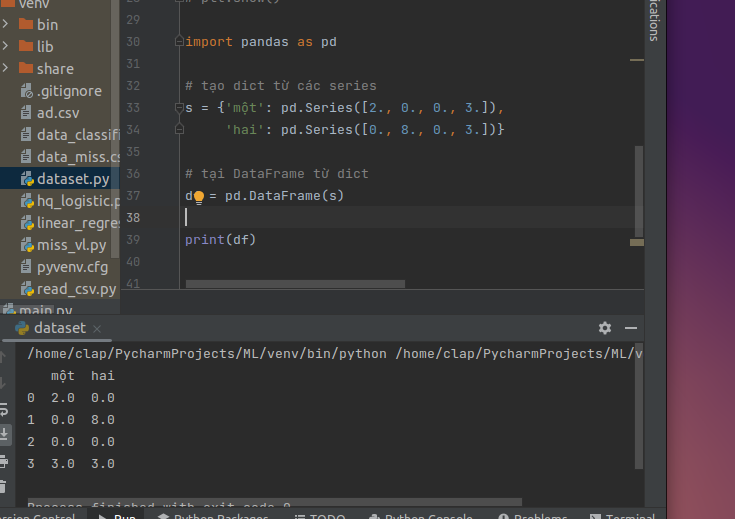 venv
bin
lib
share
.gitignore
ad.csv
data_classifi
data_miss.cs
dataset.py
hq_logistic.p
linear_regres
miss_vl.py
pyvenv.cfg
read_csv.py
main.py
29
30 import pandas as pd
31
32 # tạo dict từ các series
33 s = {'một': pd.Series([2., 0., 0., 3.]),
34 'hai': pd.Series([0., 8., 0., 3.])}
35
36 # tại DataFrame từ dict
37 d = pd.DataFrame(s)
38
39 print(df)
40
41
dataset
/home/clap/PycharmProjects/ML/venv/bin/python /home/clap/PycharmProjects/ML/v
một hai
0 2.0 0.0
1 0.0 8.0
2 0.0 0.0
3 3.0 3.0
Process finished with exit code 0
ersion Control Run Python Packages TODO Python Console Problems Terminal